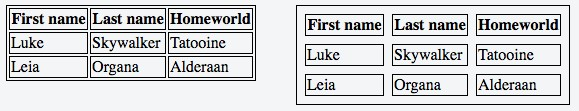 First name Last name Homeworld
Luke Skywalker Tatooine
Leia Organa Alderaan
First name Last name Homeworld
Luke Skywalker Tatooine
Leia Organa Alderaan